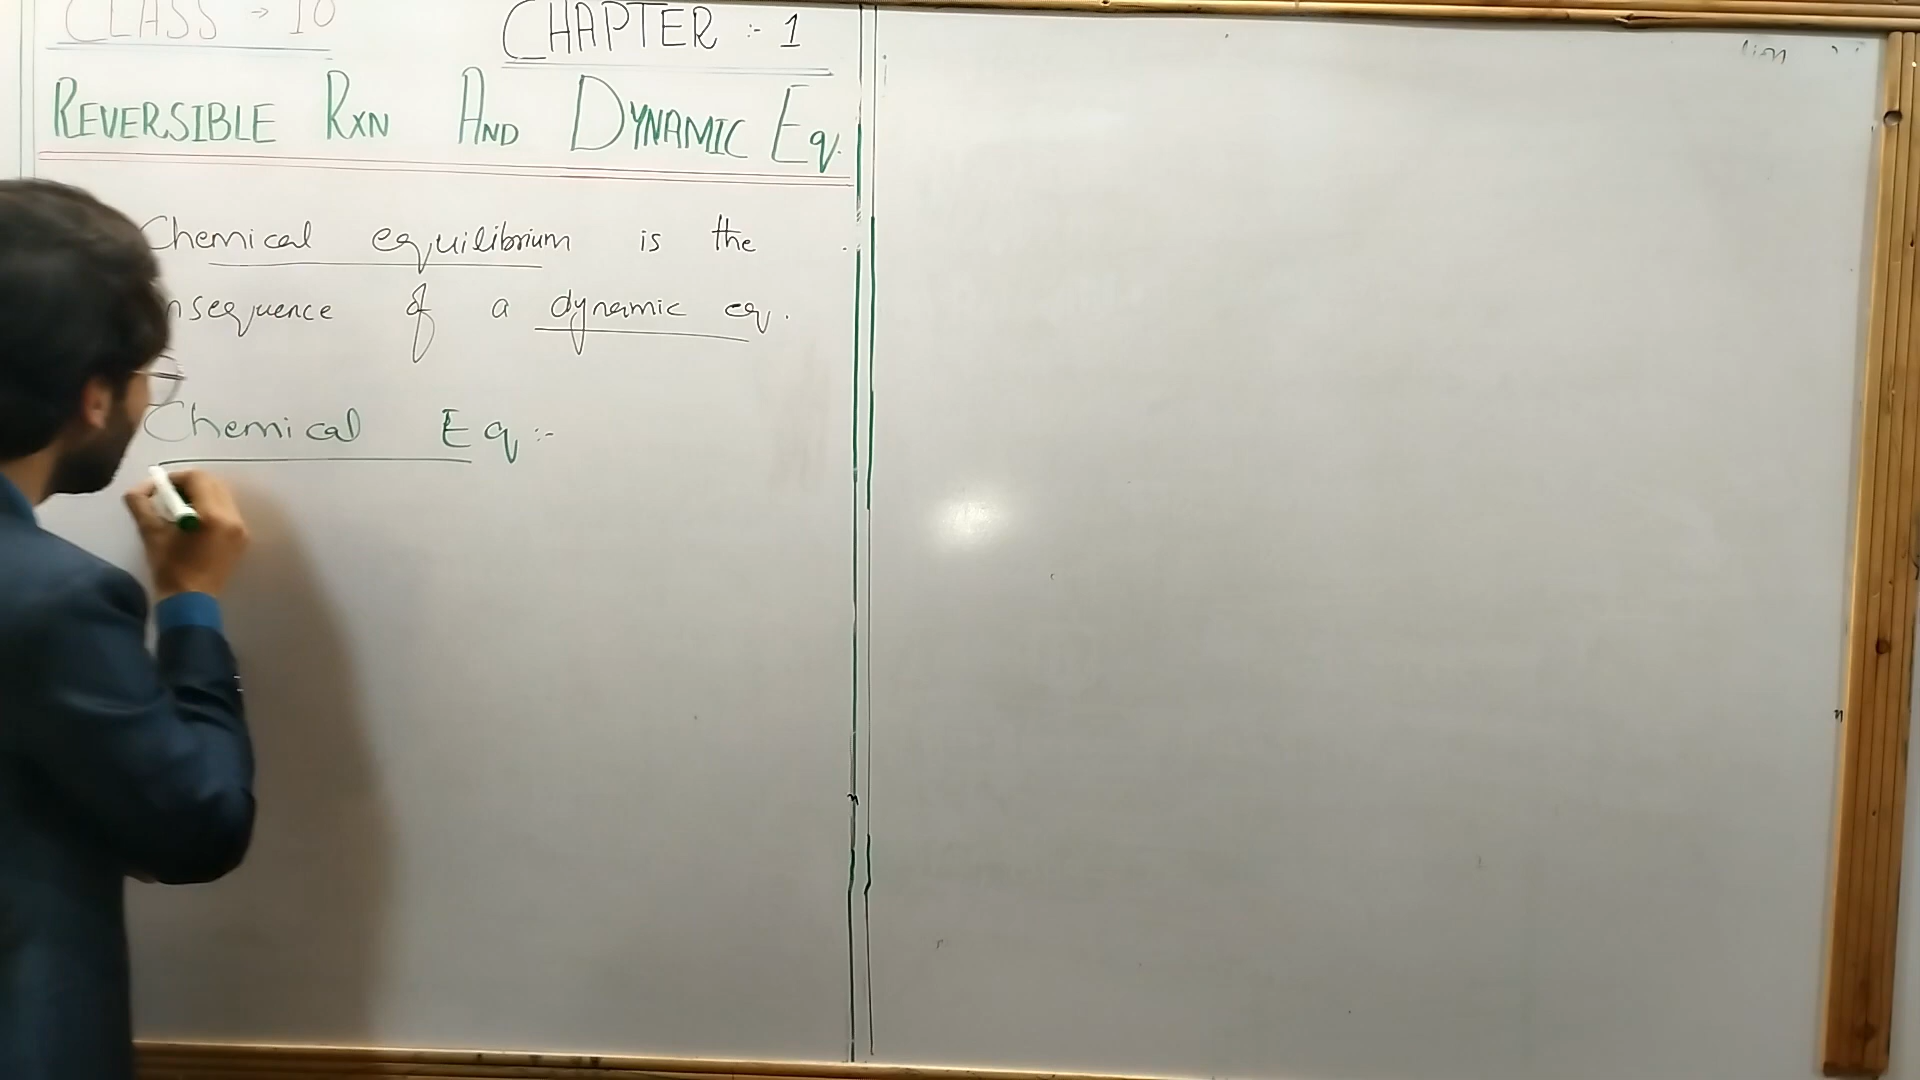 CLASS → 10
CHAPTER :- 1
REVERSIBLE RXN AND DYNAMIC Eq.
Chemical equilibrium is the
nsequence of a dynamic eq.
Chemical Eq :-